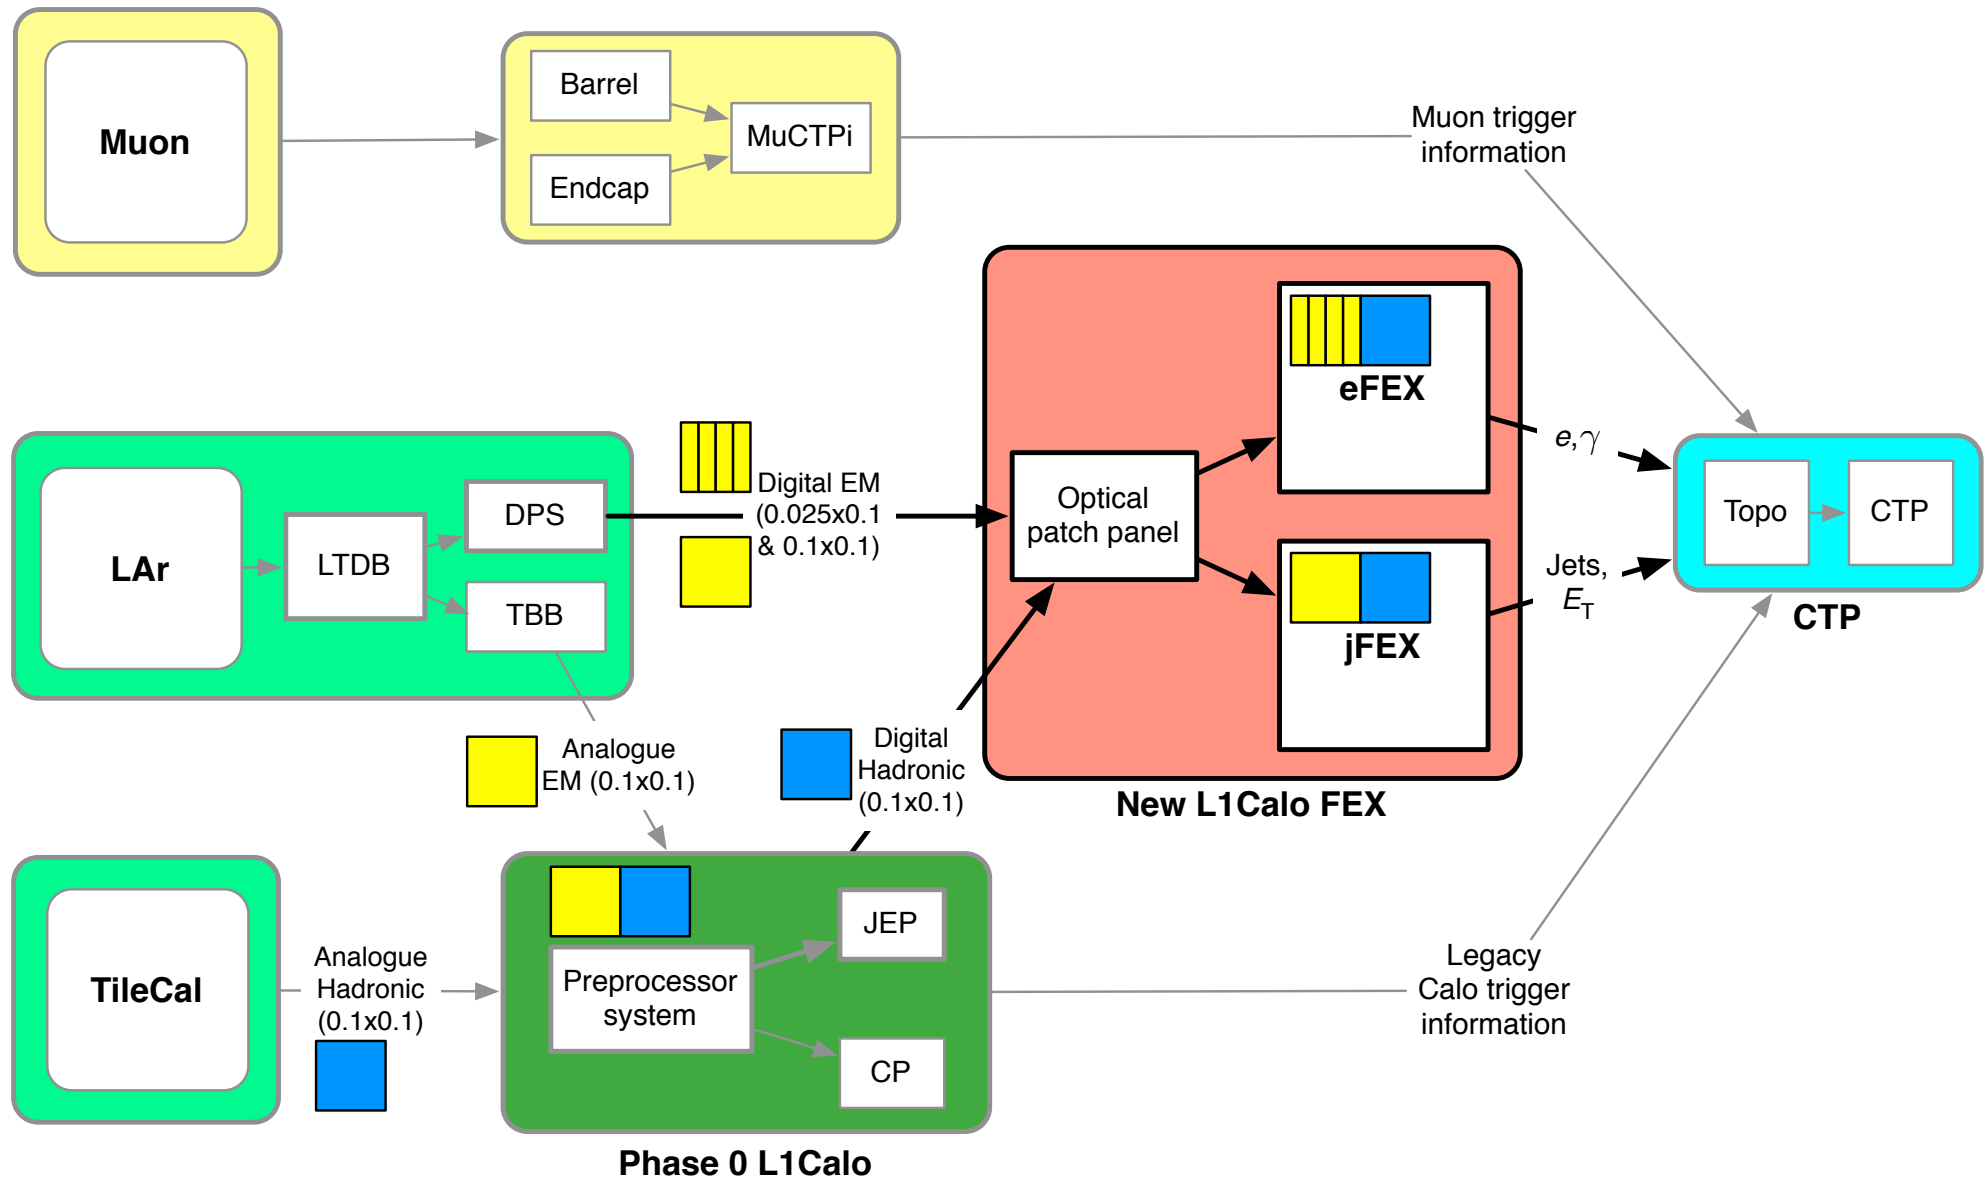 Muon
Barrel
Endcap
MuCTPi
Muon trigger
information
LAr
LTDB
DPS
TBB
Digital EM
(0.025x0.1
& 0.1x0.1)
Optical
patch panel
eFEX
jFEX
New L1Calo FEX
e,γ
Jets,
E_T
Topo
CTP
CTP
Analogue
EM (0.1x0.1)
Digital
Hadronic
(0.1x0.1)
TileCal
Analogue
Hadronic
(0.1x0.1)
Preprocessor
system
JEP
CP
Phase 0 L1Calo
Legacy
Calo trigger
information